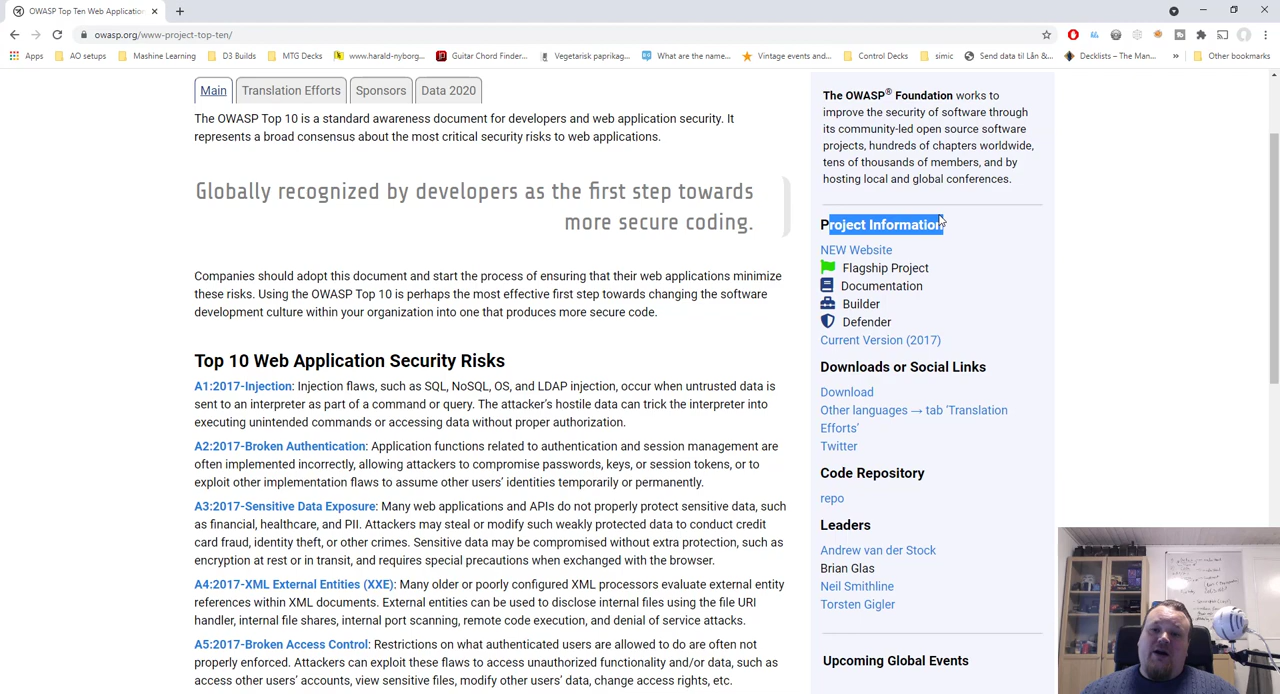 OWASP Top Ten Web Application
owasp.org/www-project-top-ten/
Apps
AO setups
Mashine Learning
D3 Builds
MTG Decks
www.harald-nyborg...
Guitar Chord Finder...
Vegetarisk paprikag...
What are the name...
Vintage events and...
Control Decks
simic
Send data til Lån &...
Decklists – The Man...
»
Other bookmarks
Main
Translation Efforts
Sponsors
Data 2020
The OWASP Top 10 is a standard awareness document for developers and web application security. It
represents a broad consensus about the most critical security risks to web applications.
Globally recognized by developers as the first step towards
more secure coding.
Companies should adopt this document and start the process of ensuring that their web applications minimize
these risks. Using the OWASP Top 10 is perhaps the most effective first step towards changing the software
development culture within your organization into one that produces more secure code.
Top 10 Web Application Security Risks
A1:2017-Injection: Injection flaws, such as SQL, NoSQL, OS, and LDAP injection, occur when untrusted data is
sent to an interpreter as part of a command or query. The attacker's hostile data can trick the interpreter into
executing unintended commands or accessing data without proper authorization.
A2:2017-Broken Authentication: Application functions related to authentication and session management are
often implemented incorrectly, allowing attackers to compromise passwords, keys, or session tokens, or to
exploit other implementation flaws to assume other users' identities temporarily or permanently.
A3:2017-Sensitive Data Exposure: Many web applications and APIs do not properly protect sensitive data, such
as financial, healthcare, and PII. Attackers may steal or modify such weakly protected data to conduct credit
card fraud, identity theft, or other crimes. Sensitive data may be compromised without extra protection, such as
encryption at rest or in transit, and requires special precautions when exchanged with the browser.
A4:2017-XML External Entities (XXE): Many older or poorly configured XML processors evaluate external entity
references within XML documents. External entities can be used to disclose internal files using the file URI
handler, internal file shares, internal port scanning, remote code execution, and denial of service attacks.
A5:2017-Broken Access Control: Restrictions on what authenticated users are allowed to do are often not
properly enforced. Attackers can exploit these flaws to access unauthorized functionality and/or data, such as
access other users' accounts, view sensitive files, modify other users' data, change access rights, etc.
The OWASP® Foundation works to
improve the security of software through
its community-led open source software
projects, hundreds of chapters worldwide,
tens of thousands of members, and by
hosting local and global conferences.
Project Information
NEW Website
Flagship Project
Documentation
Builder
Defender
Current Version (2017)
Downloads or Social Links
Download
Other languages → tab 'Translation
Efforts'
Twitter
Code Repository
repo
Leaders
Andrew van der Stock
Brian Glas
Neil Smithline
Torsten Gigler
Upcoming Global Events